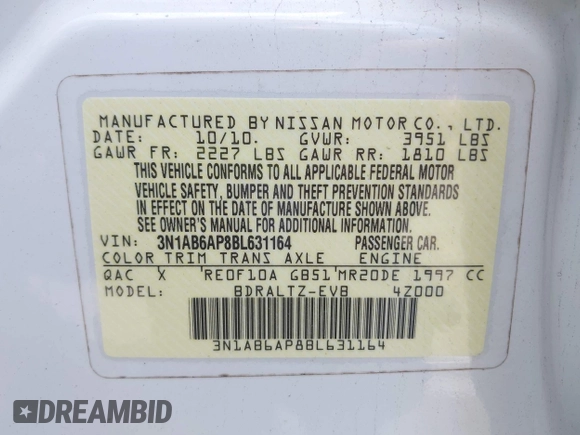 MANUFACTURED BY NISSAN MOTOR CO., LTD.
DATE: 10/10. GVWR: 3951 LBS
GAWR FR: 2227 LBS GAWR RR: 1810 LBS
THIS VEHICLE CONFORMS TO ALL APPLICABLE FEDERAL MOTOR
VEHICLE SAFETY, BUMPER AND THEFT PREVENTION STANDARDS
IN EFFECT ON THE DATE OF MANUFACTURE SHOWN ABOVE.
SEE OWNER'S MANUAL FOR ADDITIONAL INFORMATION.
VIN: 3N1AB6AP8BL631164 PASSENGER CAR.
COLOR TRIM TRANS AXLE ENGINE
QAC X 'RE0F10A GB51'MR20DE 1997 CC
MODEL: BDRALTZ-EVB 4Z000
3N1AB6AP8BL631164
DREAMBID